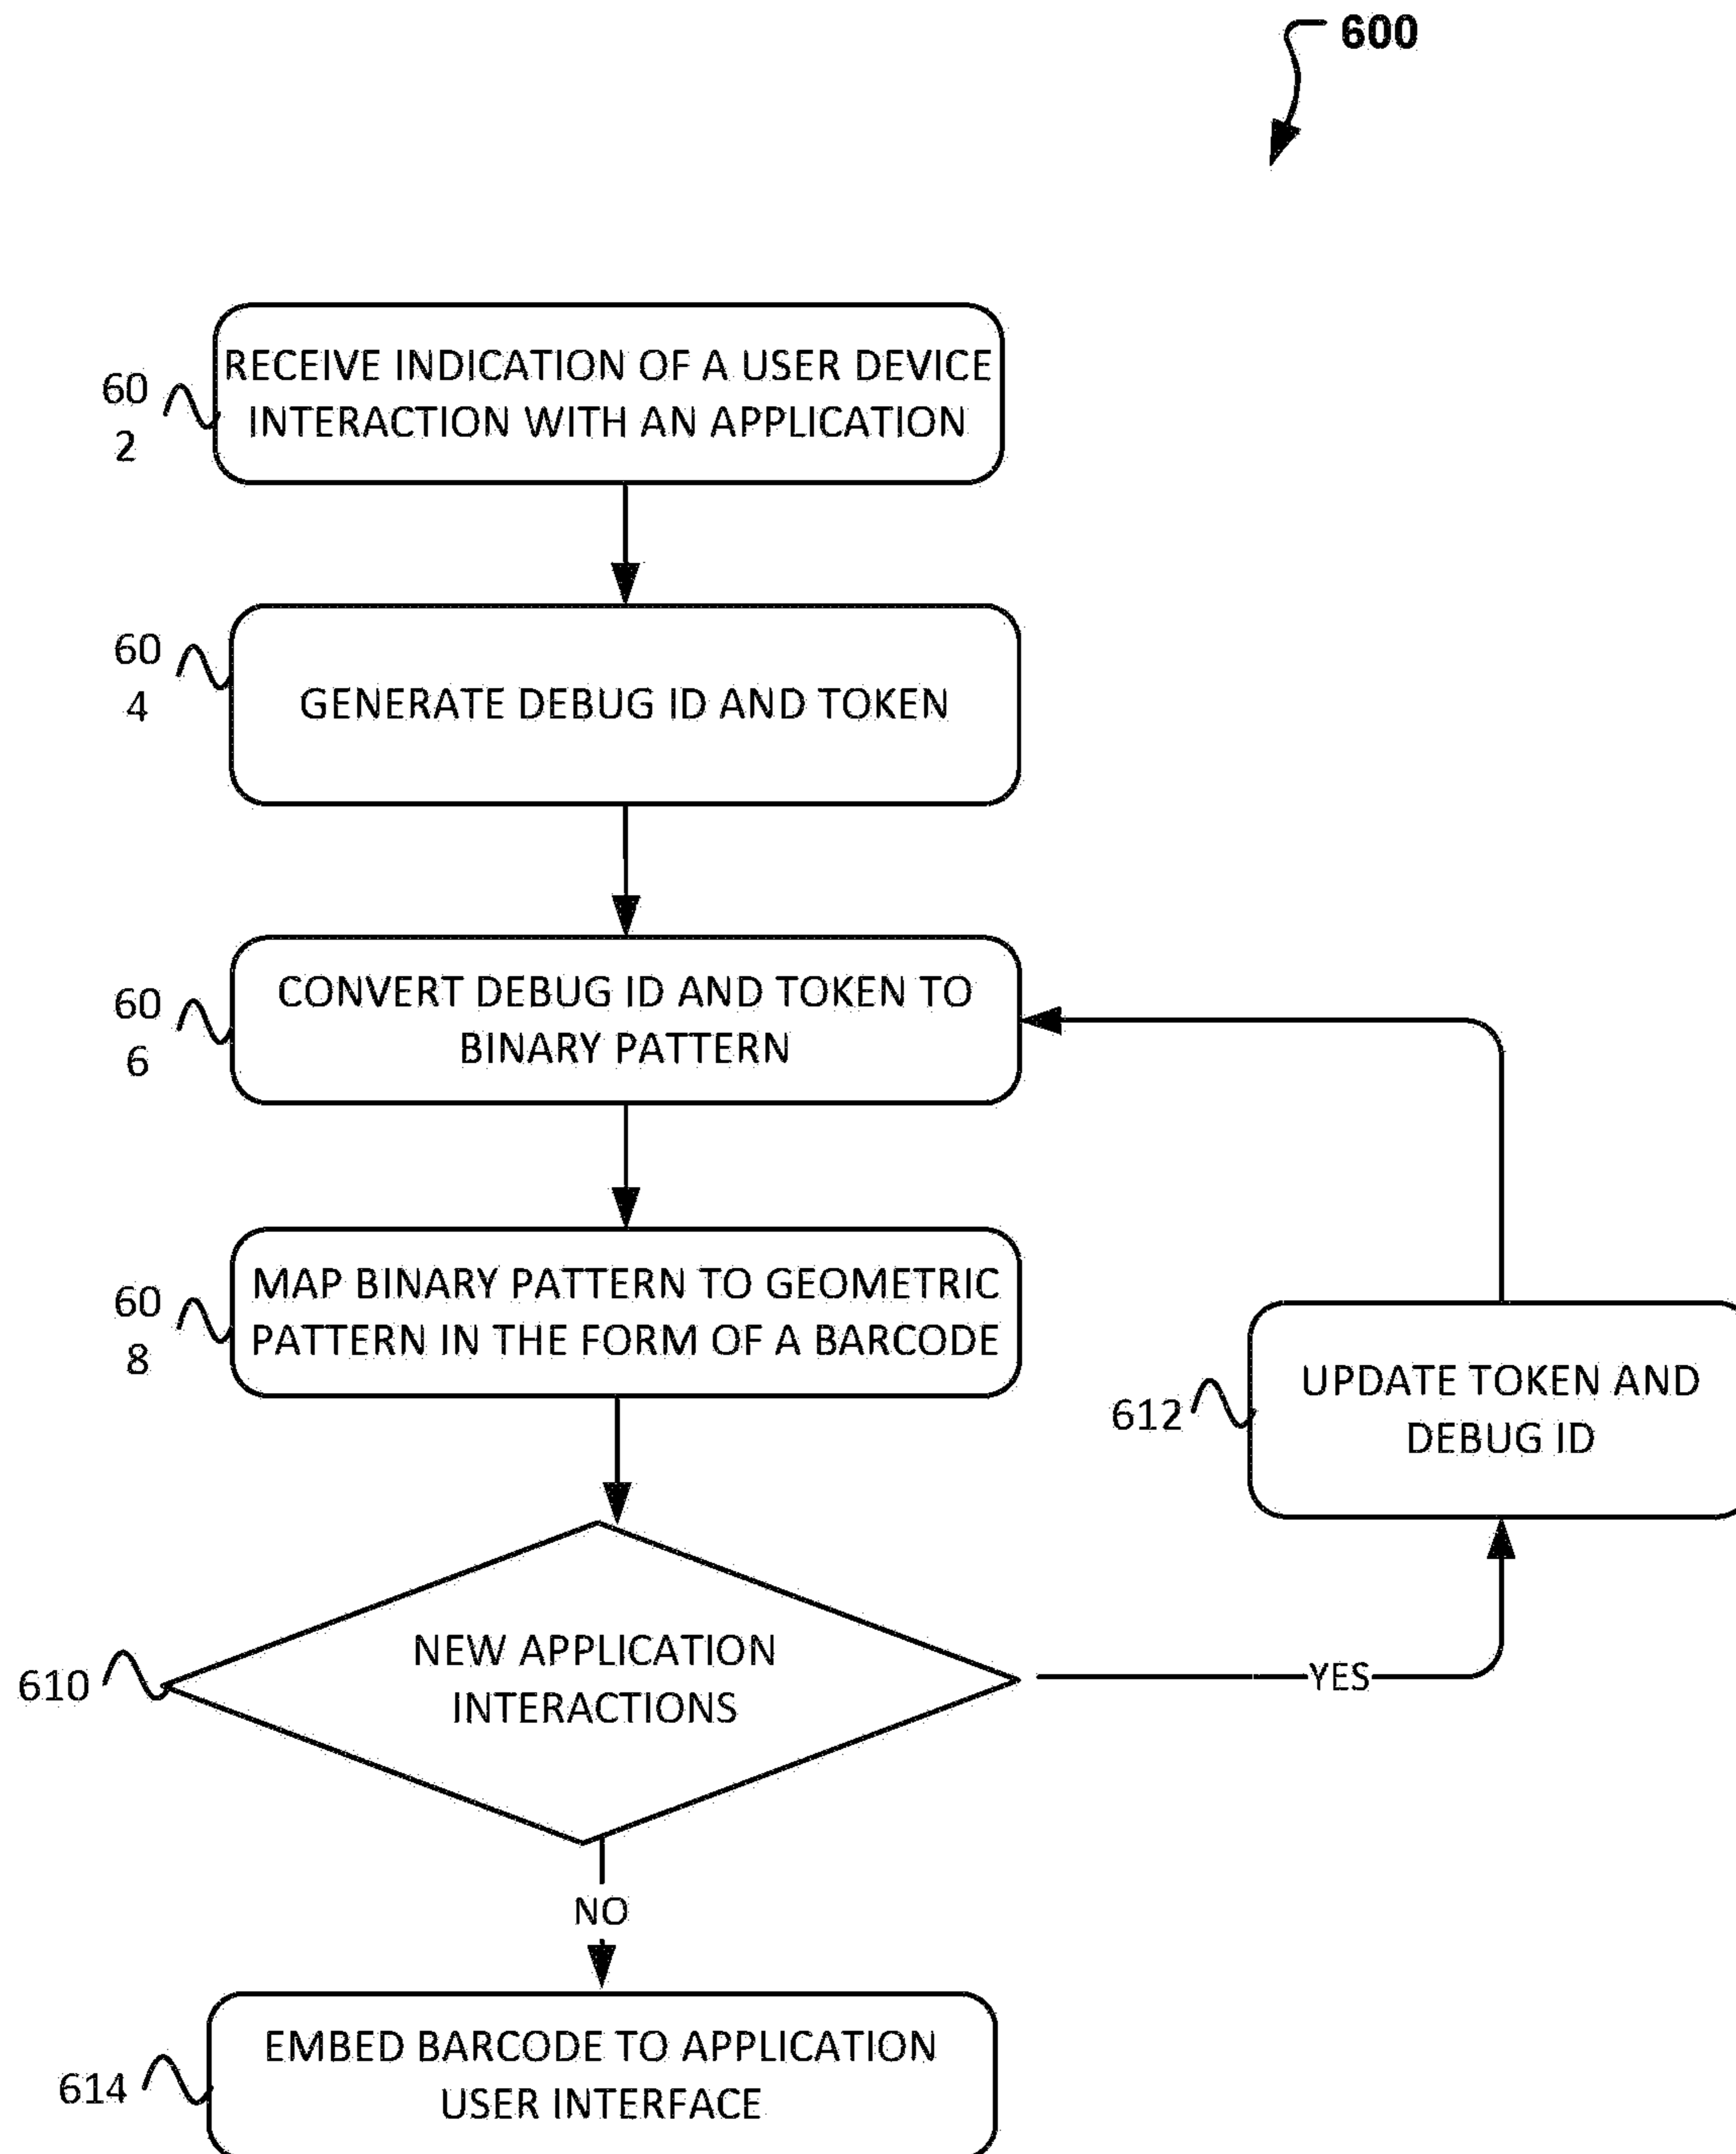 600
60
2
RECEIVE INDICATION OF A USER DEVICE
INTERACTION WITH AN APPLICATION
60
4
GENERATE DEBUG ID AND TOKEN
60
6
CONVERT DEBUG ID AND TOKEN TO
BINARY PATTERN
60
8
MAP BINARY PATTERN TO GEOMETRIC
PATTERN IN THE FORM OF A BARCODE
612
UPDATE TOKEN AND
DEBUG ID
610
NEW APPLICATION
INTERACTIONS
YES
NO
614
EMBED BARCODE TO APPLICATION
USER INTERFACE